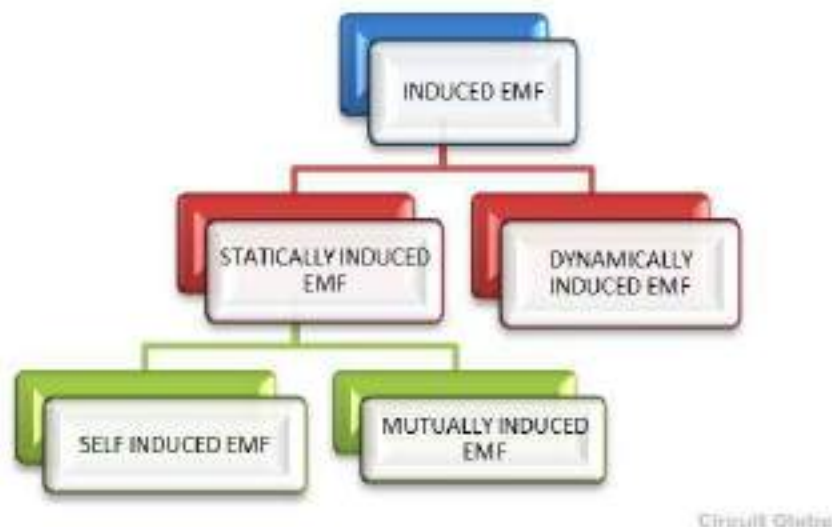 INDUCED EMF
STATICALLY INDUCED
EMF
DYNAMICALLY
INDUCED EMF
SELF INDUCED EMF
MUTUALLY INDUCED
EMF
Circuit Globe